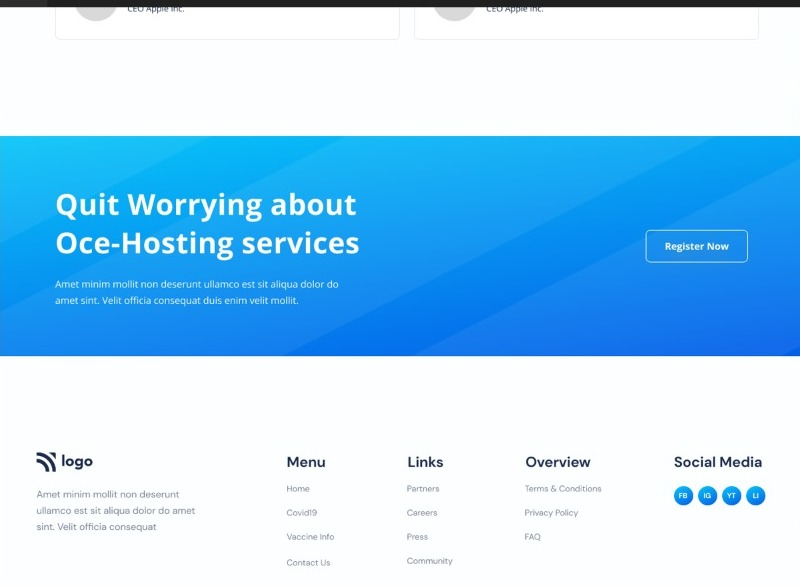 CEO Apple Inc.
CEO Apple Inc.
Quit Worrying about
Oce-Hosting services
Amet minim mollit non deserunt ullamco est sit aliqua dolor do
amet sint. Velit officia consequat duis enim velit mollit.
Register Now
logo
Amet minim mollit non deserunt
ullamco est sit aliqua dolor do amet
sint. Velit officia consequat
Menu
Home
Covid19
Vaccine Info
Contact Us
Links
Partners
Careers
Press
Community
Overview
Terms & Conditions
Privacy Policy
FAQ
Social Media
FB IG YT LI